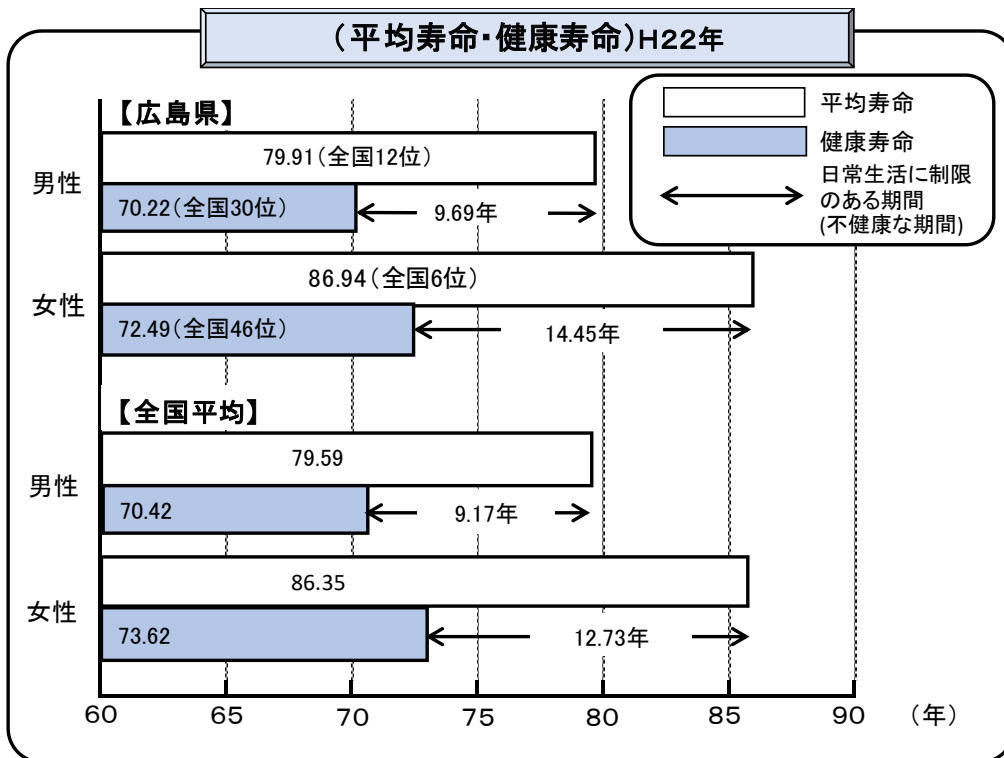 (平均寿命・健康寿命)H22年
平均寿命
健康寿命
日常生活に制限
のある期間
(不健康な期間)
【広島県】
男性
79.91(全国12位)
70.22(全国30位)
9.69年
女性
86.94(全国6位)
72.49(全国46位)
14.45年
【全国平均】
男性
79.59
70.42
9.17年
女性
86.35
73.62
12.73年
60 65 70 75 80 85 90 (年)